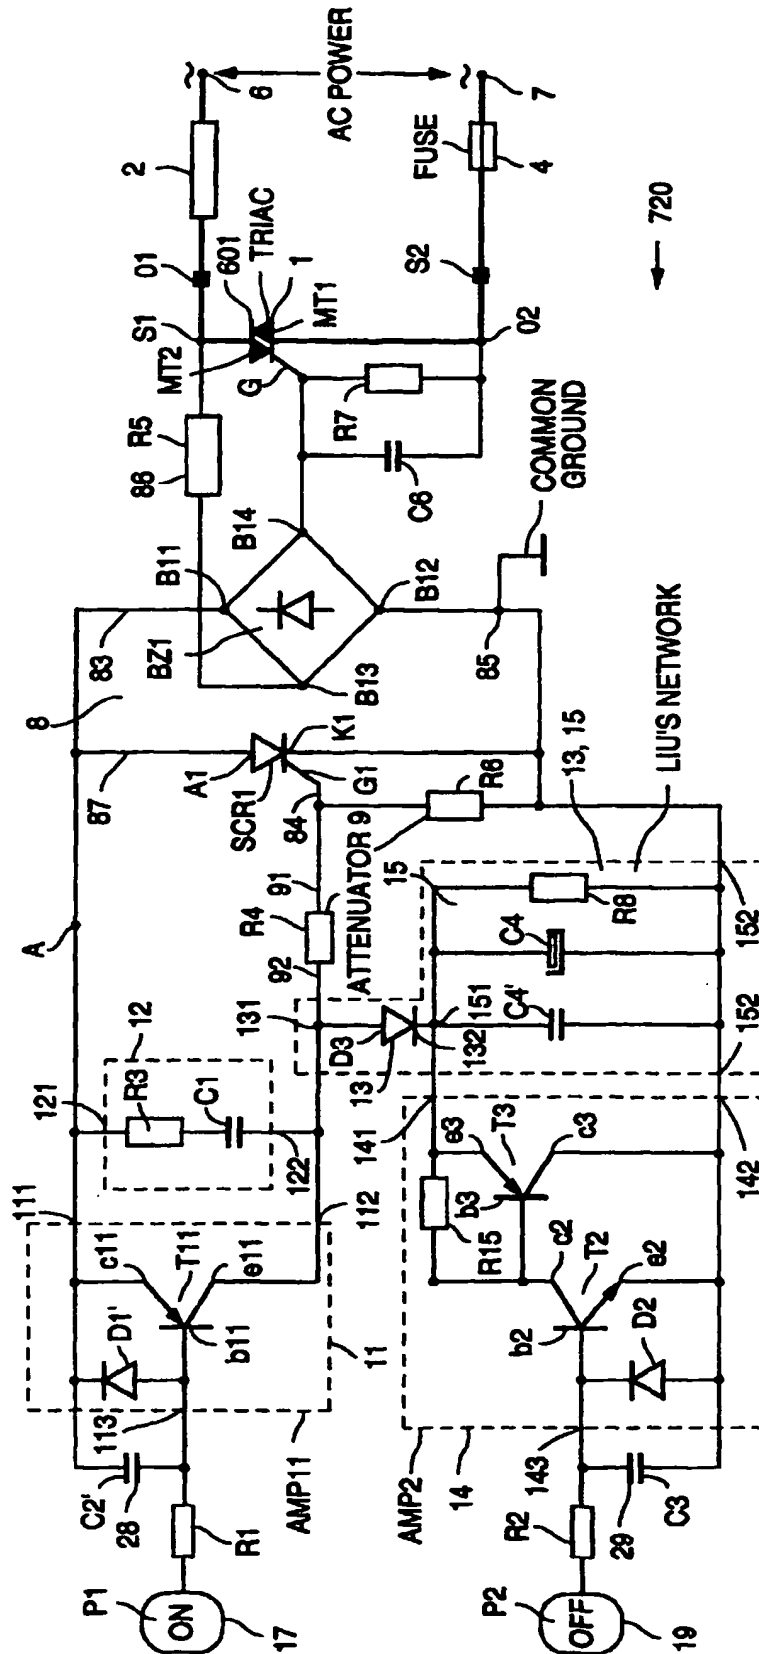 6
AC POWER
7
2
FUSE
4
01
601
TRIAC
1
MT1
S1
MT2
G
S2
02
720
R5
86
R7
C6
COMMON
GROUND
B11
B14
BZ1
B12
B13
85
83
8
87
A1
SCR1
K1
G1
84
R6
13, 15
LIU'S NETWORK
A
91
R4
92
ATTENUATOR 9
15
R8
152
C4
131
D3
13
132
151
C4'
152
12
121
R3
C1
122
111
112
141
142
c11
T11
e11
D1'
b11
11
113
AMP11
e3
T3
c3
b3
R15
c2
T2
e2
b2
D2
AMP2
14
143
C2'
28
R1
R2
29
C3
P1
ON
17
P2
OFF
19